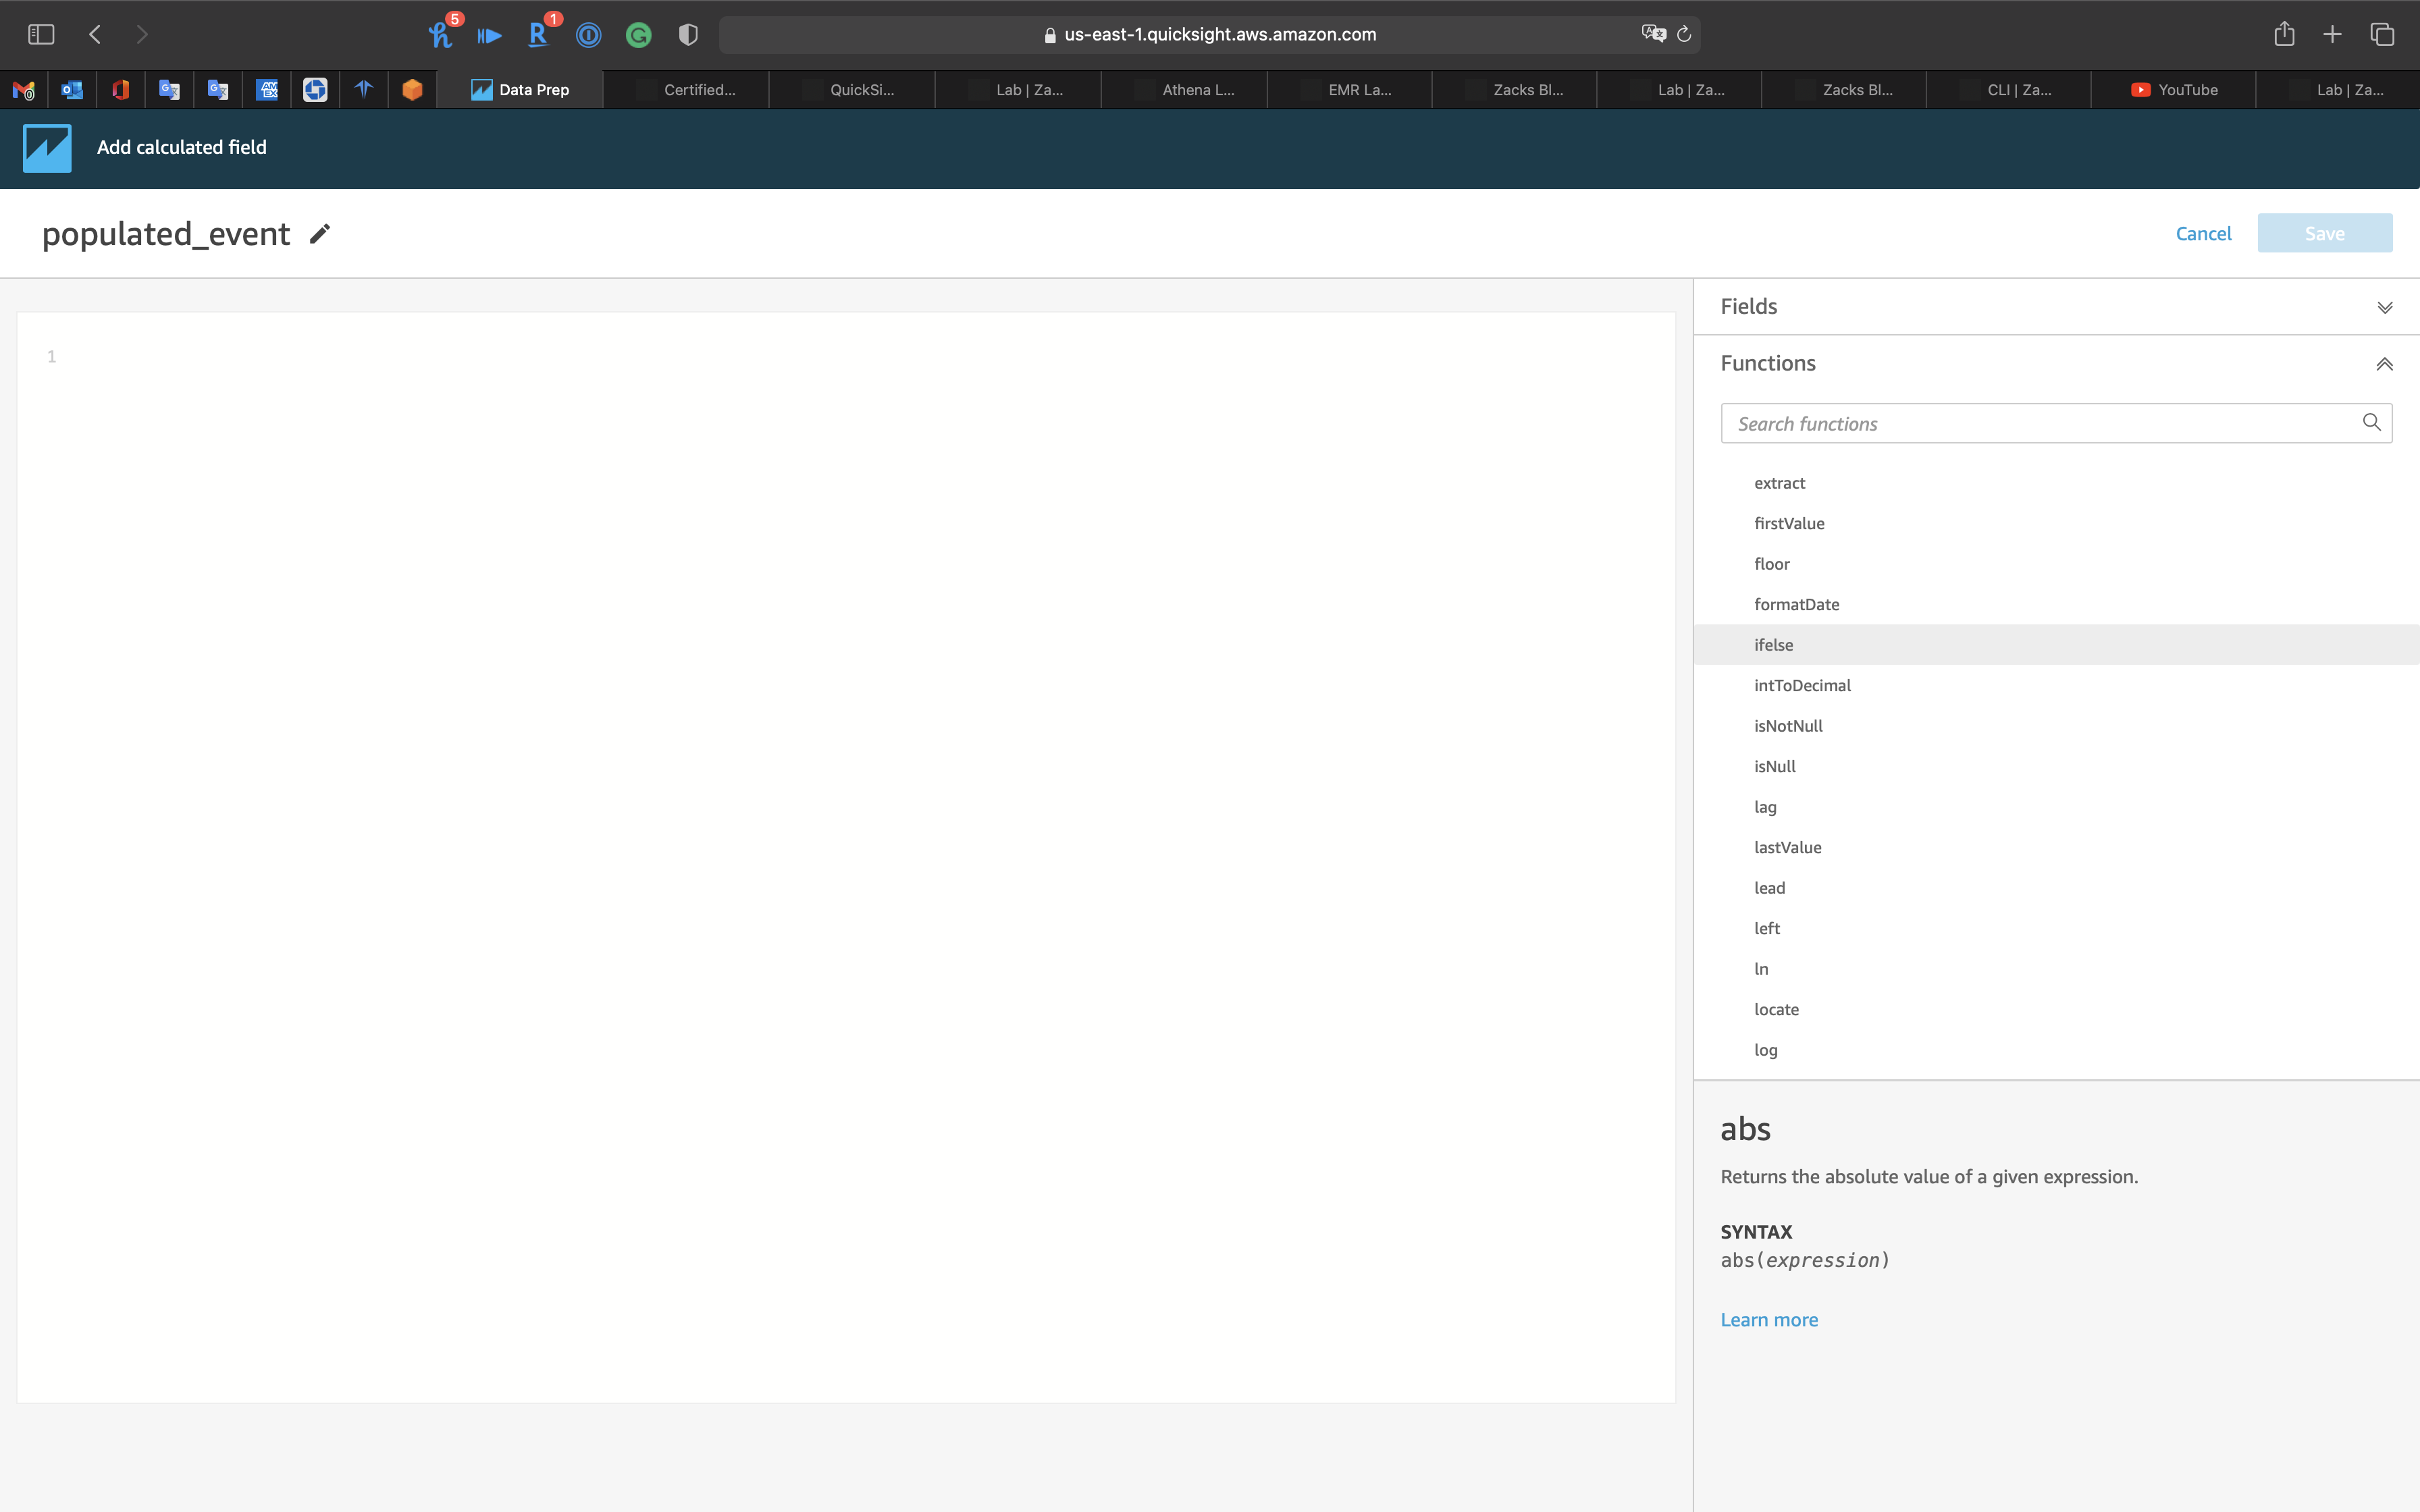 5
1
us-east-1.quicksight.aws.amazon.com
Data Prep
Certified...
QuickSi...
Lab | Za...
Athena L...
EMR La...
Zacks Bl...
Lab | Za...
Zacks Bl...
CLI | Za...
YouTube
Lab | Za...
Add calculated field
populated_event
Cancel
Save
1
Fields
Functions
Search functions
extract
firstValue
floor
formatDate
ifelse
intToDecimal
isNotNull
isNull
lag
lastValue
lead
left
ln
locate
log
abs
Returns the absolute value of a given expression.
SYNTAX
abs(expression)
Learn more